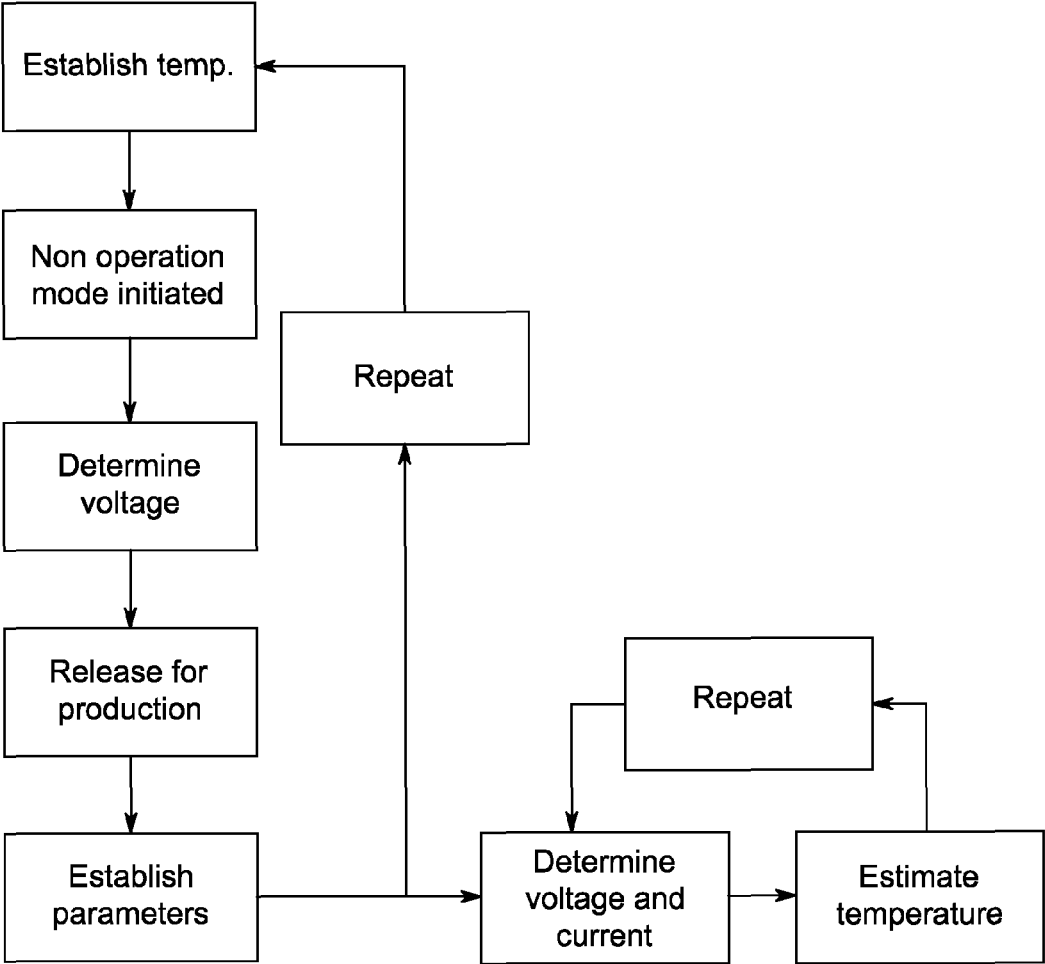 Establish temp.
Non operation
mode initiated
Repeat
Determine
voltage
Release for
production
Repeat
Establish
parameters
Determine
voltage and
current
Estimate
temperature